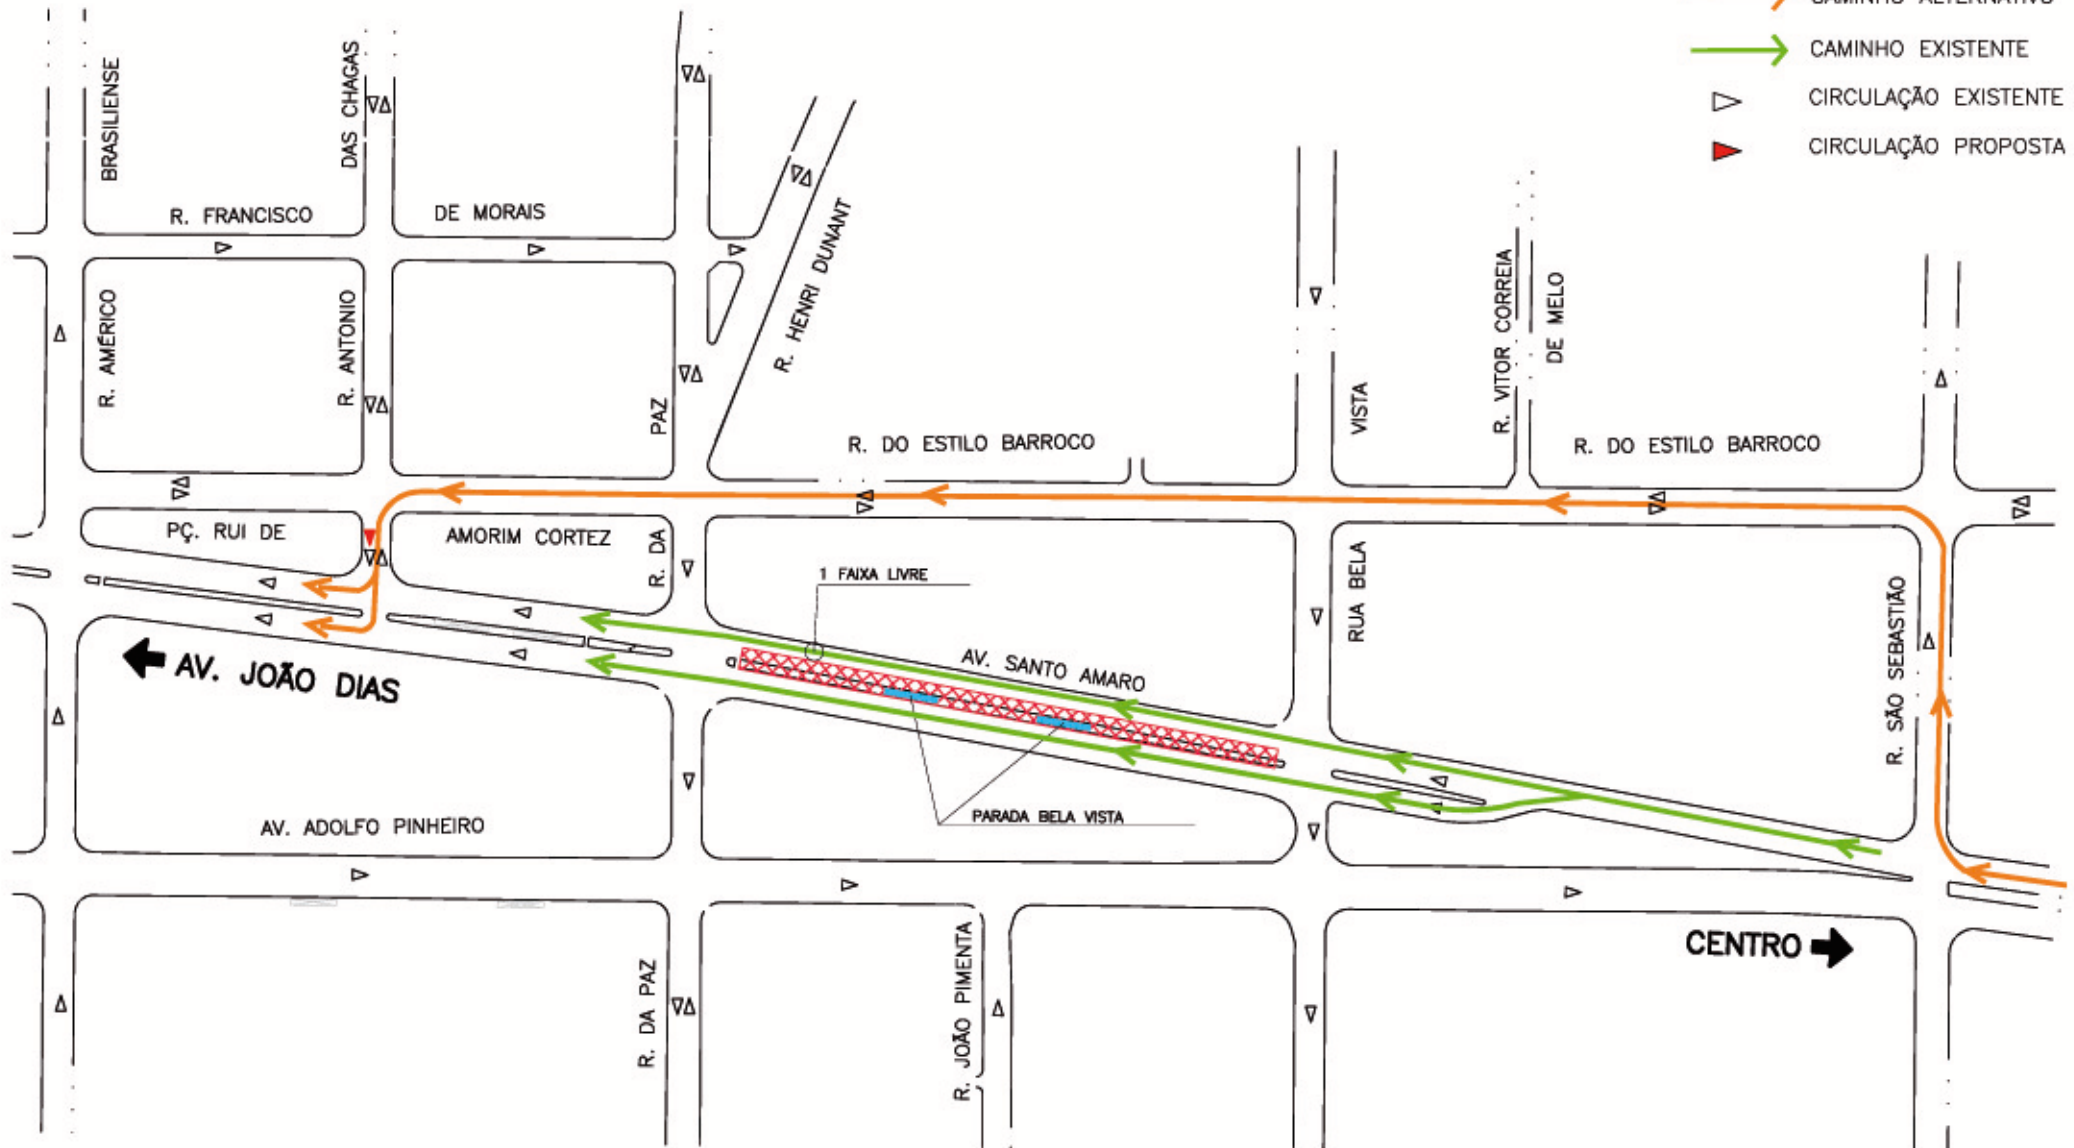 CAMINHO ALTERNATIVO
CAMINHO EXISTENTE
CIRCULAÇÃO EXISTENTE
CIRCULAÇÃO PROPOSTA
BRASILIENSE
DAS CHAGAS
R. FRANCISCO
DE MORAIS
R. HENRI DUNANT
R. AMÉRICO
R. ANTONIO
PAZ
R. DO ESTILO BARROCO
VISTA
R. VITOR CORREIA
DE MELO
R. DO ESTILO BARROCO
PÇ. RUI DE
AMORIM CORTEZ
R. DA
1 FAIXA LIVRE
RUA BELA
R. SÃO SEBASTIÃO
AV. SANTO AMARO
AV. JOÃO DIAS
PARADA BELA VISTA
AV. ADOLFO PINHEIRO
CENTRO
R. DA PAZ
R. JOÃO PIMENTA